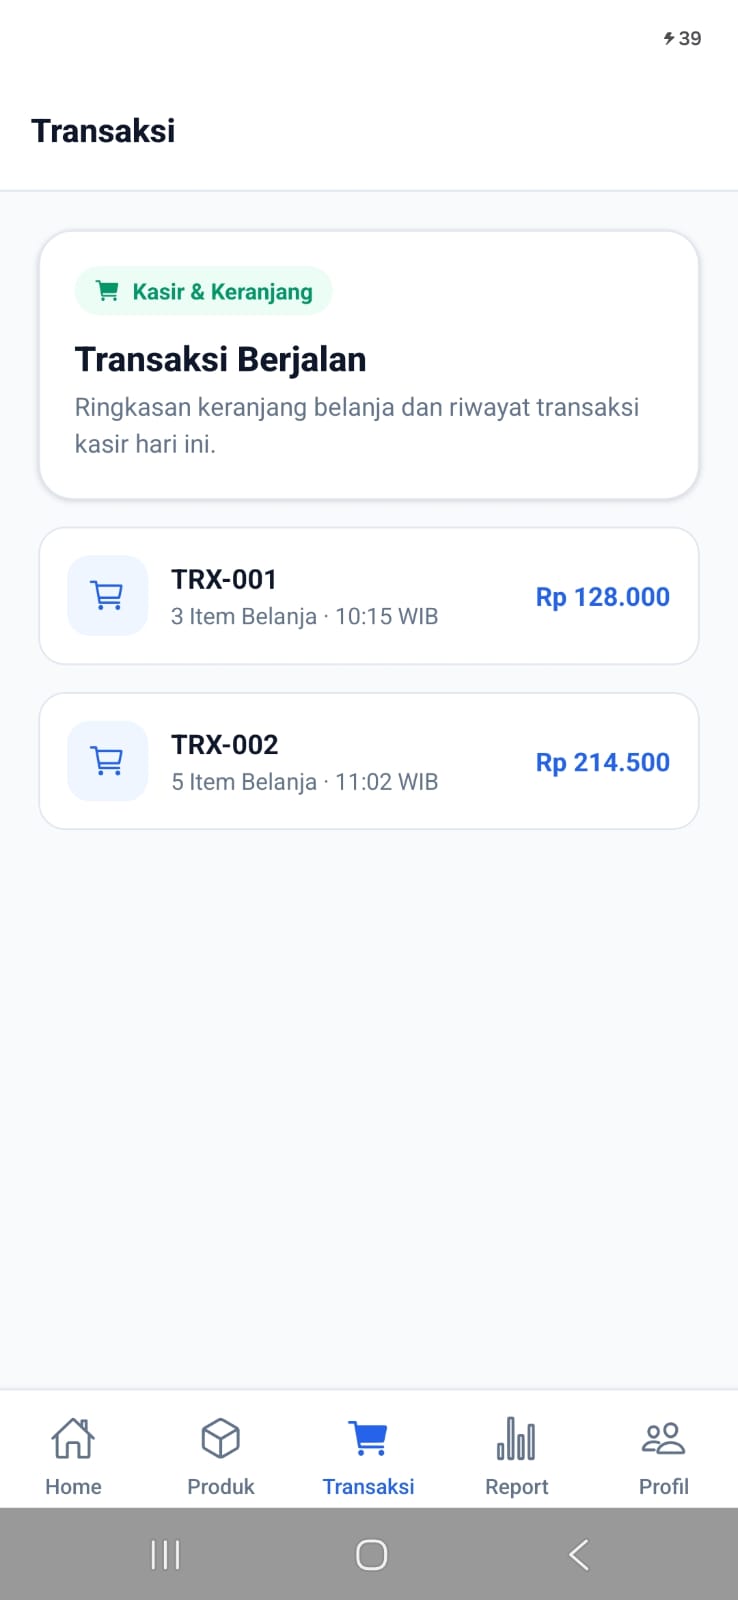 39
Transaksi
Kasir & Keranjang
Transaksi Berjalan
Ringkasan keranjang belanja dan riwayat transaksi
kasir hari ini.
TRX-001
3 Item Belanja · 10:15 WIB
Rp 128.000
TRX-002
5 Item Belanja · 11:02 WIB
Rp 214.500
Home
Produk
Transaksi
Report
Profil